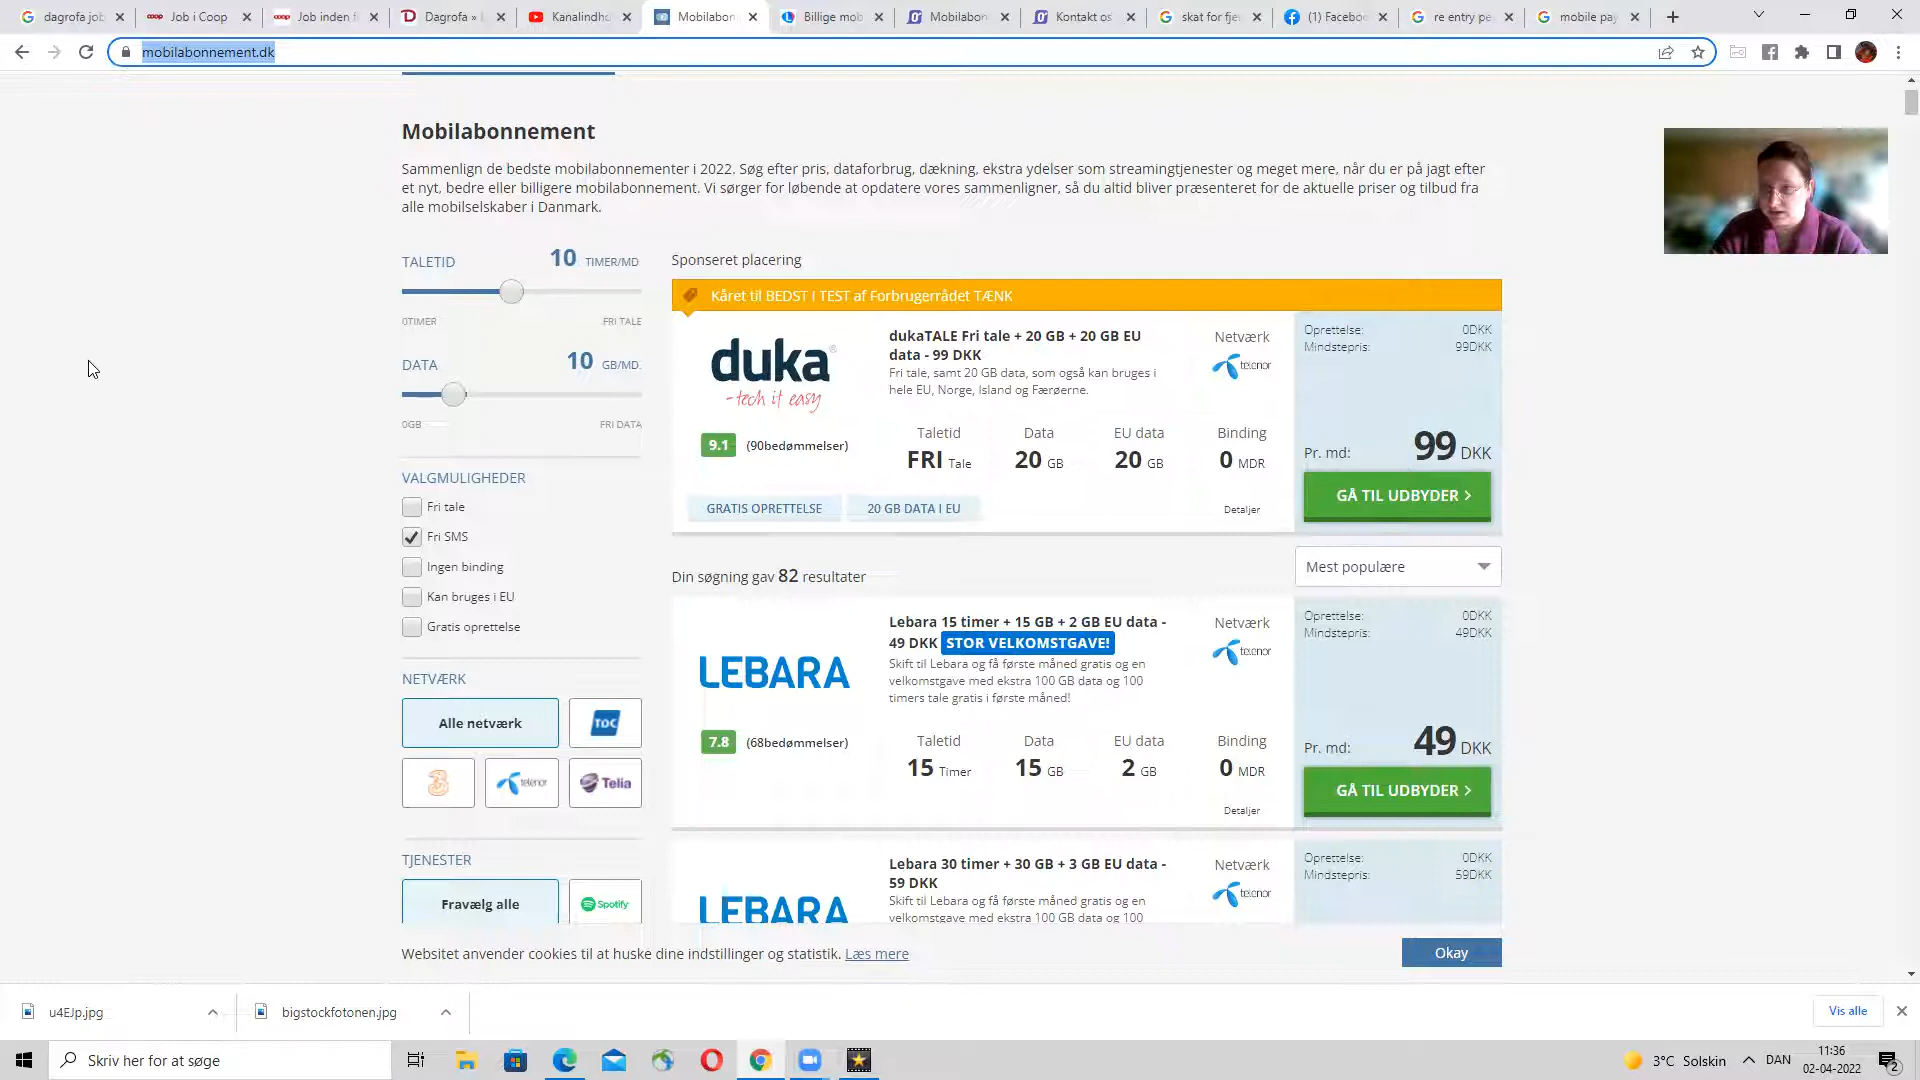 dagrofa job
Job i Coop
Job inden f
Dagrofa »
Kanalindho
Mobilabon
Billige mob
Mobilabon
Kontakt os
skat for fje
(1) Facebo
re entry pe
mobile pay
mobilabonnement.dk
Mobilabonnement
Sammenlign de bedste mobilabonnementer i 2022. Søg efter pris, dataforbrug, dækning, ekstra ydelser som streamingtjenester og meget mere, når du er på jagt efter
et nyt, bedre eller billigere mobilabonnement. Vi sørger for løbende at opdatere vores sammenligner, så du altid bliver præsenteret for de aktuelle priser og tilbud fra
alle mobilselskaber i Danmark.
TALETID 10 TIMER/MD.
0TIMER FRI TALE
DATA 10 GB/MD.
0GB FRI DATA
VALGMULIGHEDER
Fri tale
Fri SMS
Ingen binding
Kan bruges i EU
Gratis oprettelse
NETVÆRK
Alle netværk
TDC
3
telenor
Telia
TJENESTER
Fravælg alle
Spotify
Sponseret placering
Kåret til BEDST I TEST af Forbrugerrådet TÆNK
duka
-tech it easy
9.1 (90bedømmelser)
dukaTALE Fri tale + 20 GB + 20 GB EU
data - 99 DKK
Fri tale, samt 20 GB data, som også kan bruges i
hele EU, Norge, Island og Færøerne.
Netværk
telenor
Taletid Data EU data Binding
FRI Tale 20 GB 20 GB 0 MDR
GRATIS OPRETTELSE
20 GB DATA I EU
Detaljer
Oprettelse: 0DKK
Mindstepris: 99DKK
Pr. md: 99 DKK
GÅ TIL UDBYDER >
Din søgning gav 82 resultater
Mest populære
LEBARA
7.8 (68bedømmelser)
Lebara 15 timer + 15 GB + 2 GB EU data -
49 DKK STOR VELKOMSTGAVE!
Skift til Lebara og få første måned gratis og en
velkomstgave med ekstra 100 GB data og 100
timers tale gratis i første måned!
Netværk
telenor
Taletid Data EU data Binding
15 Timer 15 GB 2 GB 0 MDR
Detaljer
Oprettelse: 0DKK
Mindstepris: 49DKK
Pr. md: 49 DKK
GÅ TIL UDBYDER >
LEBARA
Lebara 30 timer + 30 GB + 3 GB EU data -
59 DKK
Skift til Lebara og få første måned gratis og en
velkomstgave med ekstra 100 GB data og 100
Netværk
telenor
Oprettelse: 0DKK
Mindstepris: 59DKK
Websitet anvender cookies til at huske dine indstillinger og statistik. Læs mere
Okay
u4EJp.jpg
bigstockfotonen.jpg
Vis alle
Skriv her for at søge
3°C Solskin
DAN
11:36
02-04-2022
2